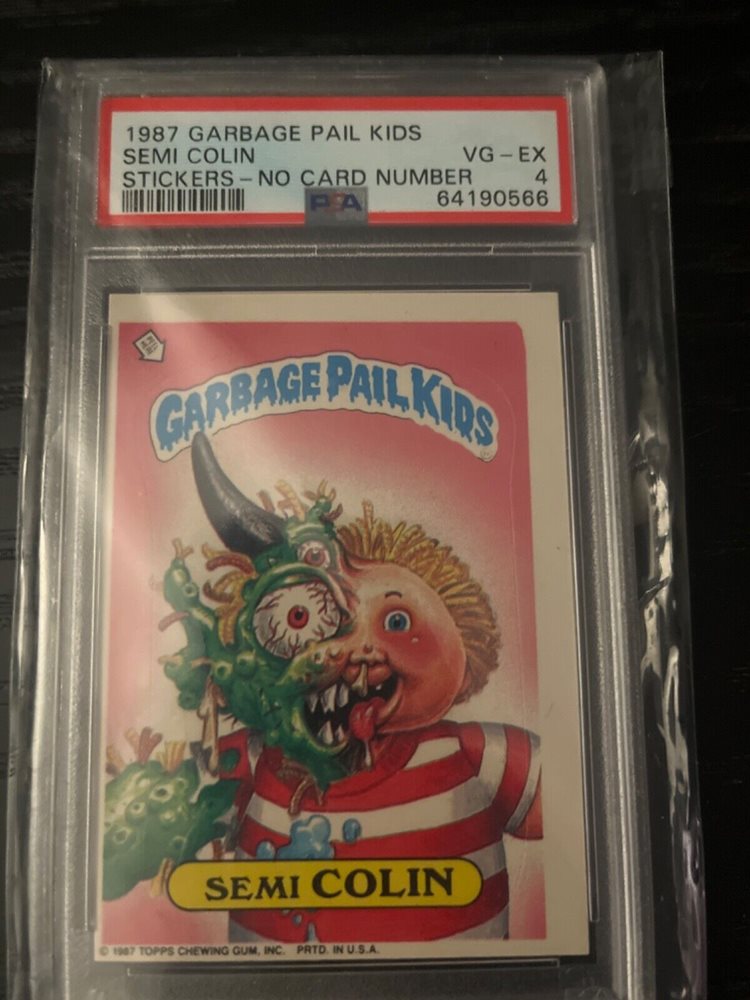 1987 GARBAGE PAIL KIDS
SEMI COLIN VG-EX
STICKERS-NO CARD NUMBER 4
PSA 64190566
GARBAGE PAIL KIDS
SEMI COLIN
© 1987 TOPPS CHEWING GUM, INC. PRTD. IN U.S.A.